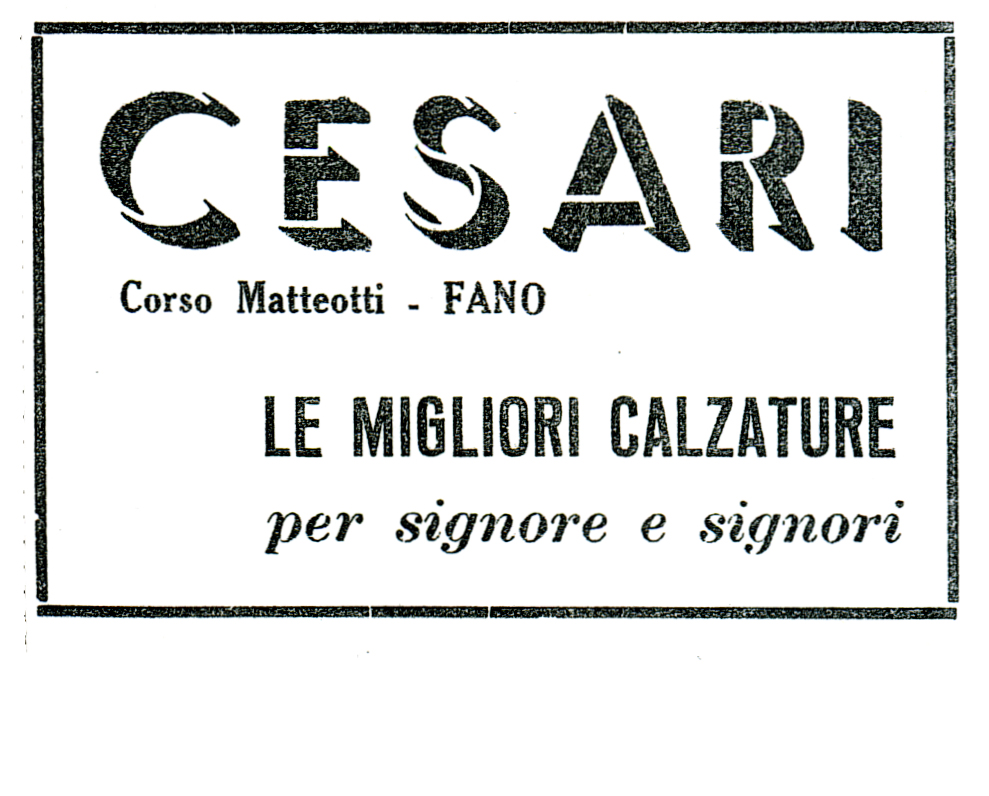 CESARI
Corso Matteotti - FANO
LE MIGLIORI CALZATURE
per signore e signori